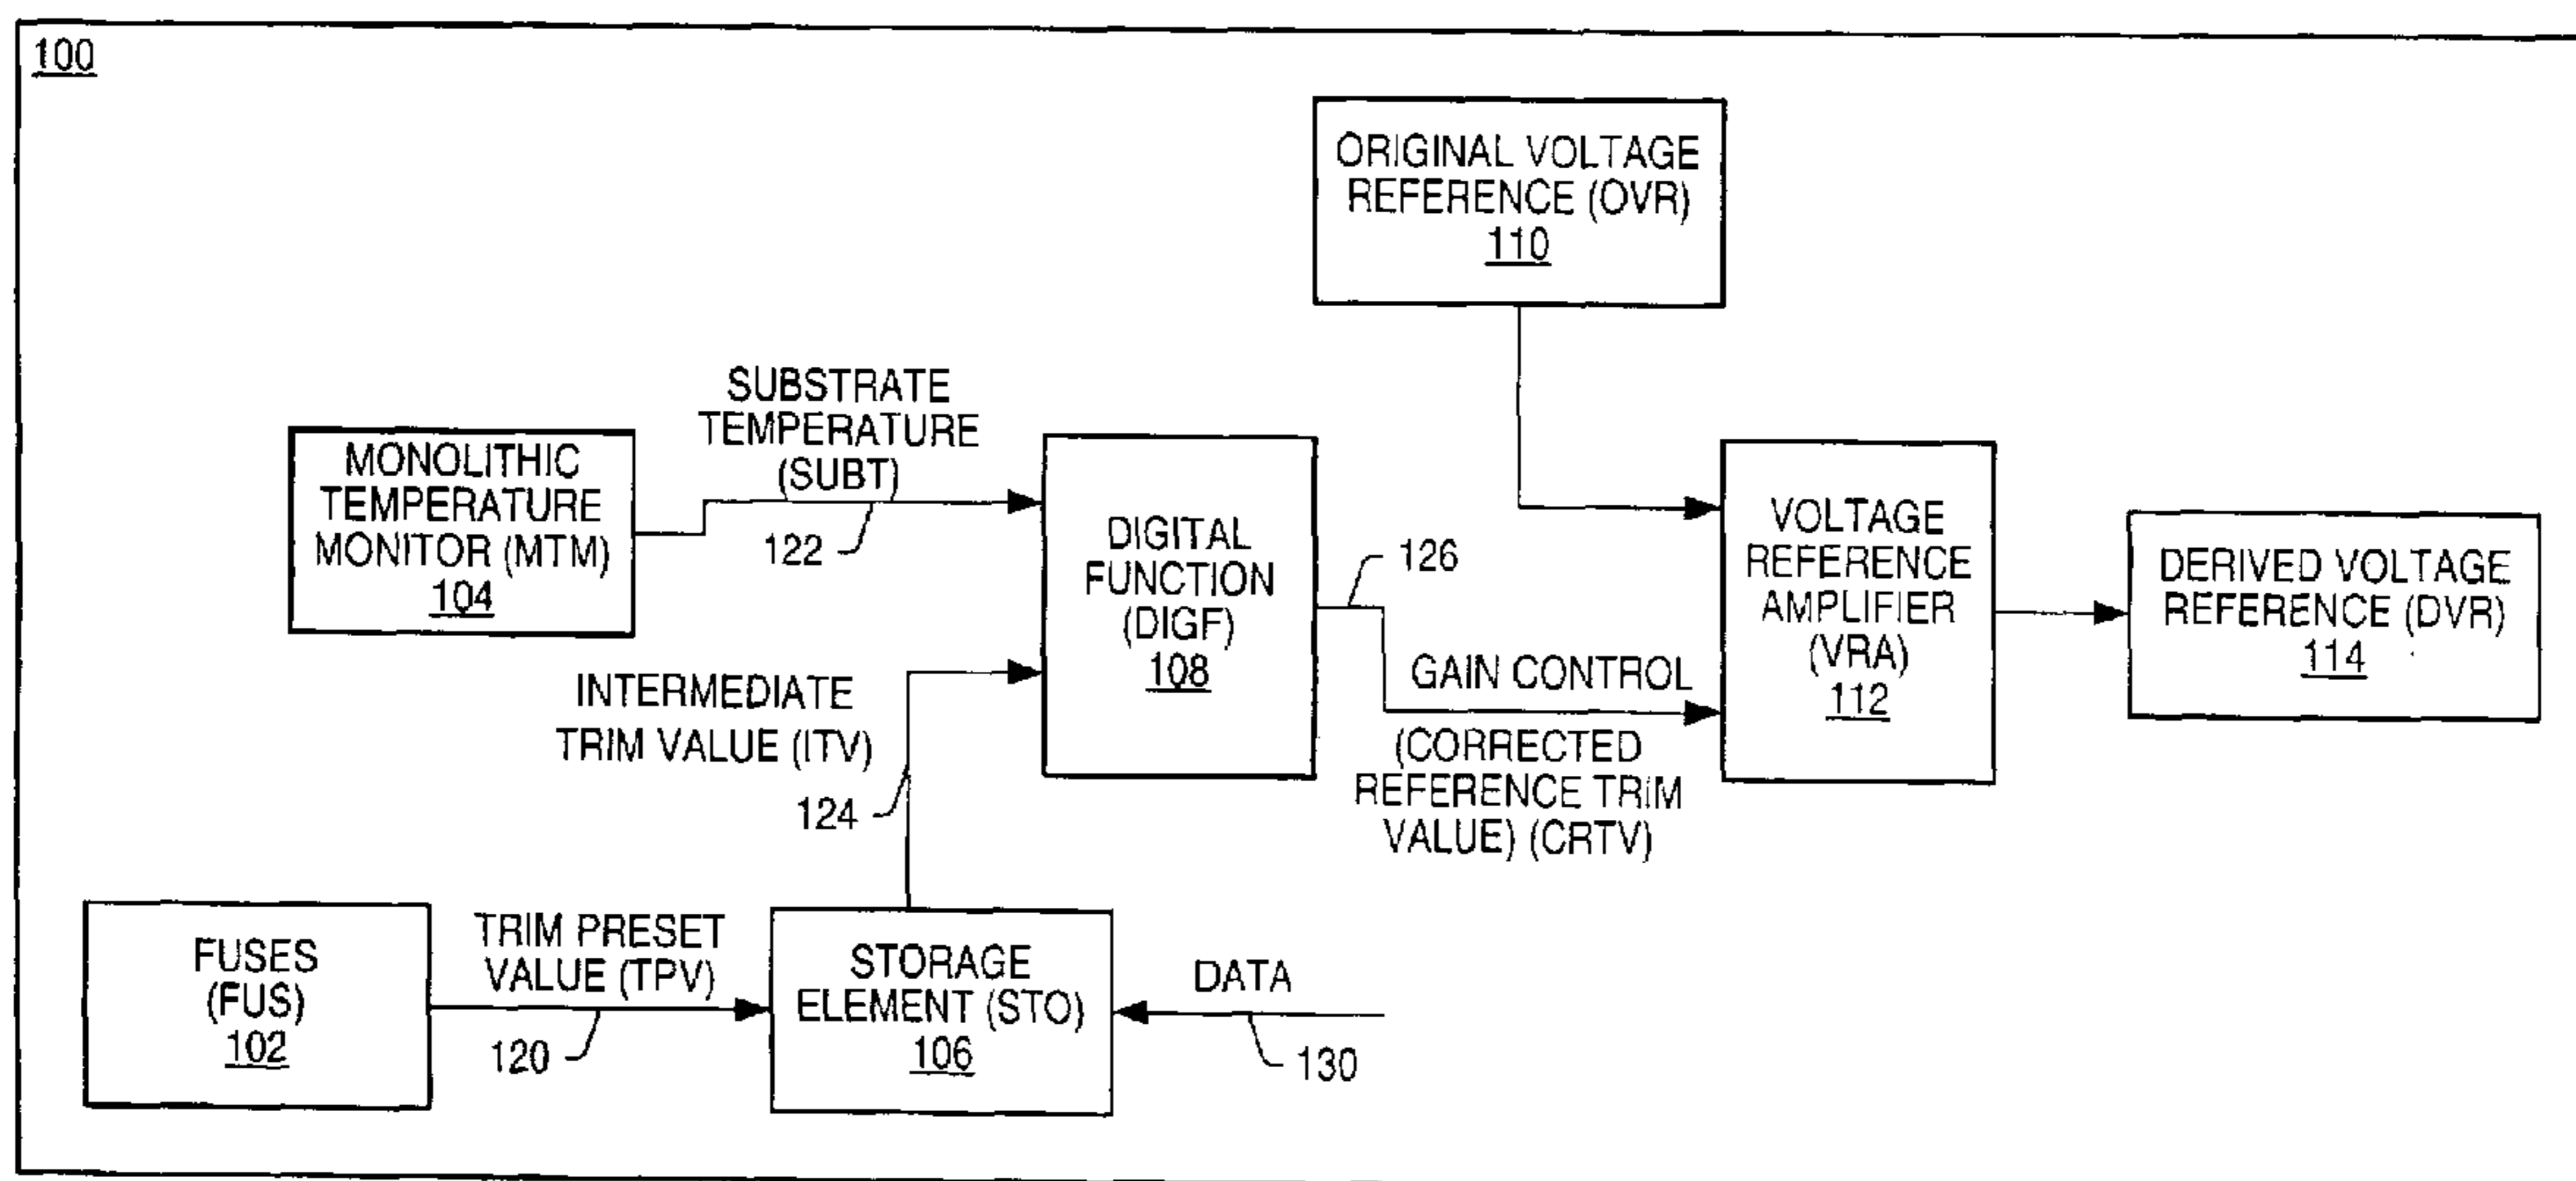 100
ORIGINAL VOLTAGE
REFERENCE (OVR)
110
SUBSTRATE
TEMPERATURE
(SUBT)
122
MONOLITHIC
TEMPERATURE
MONITOR (MTM)
104
DIGITAL
FUNCTION
(DIGF)
108
126
GAIN CONTROL
(CORRECTED
REFERENCE TRIM
VALUE) (CRTV)
VOLTAGE
REFERENCE
AMPLIFIER
(VRA)
112
DERIVED VOLTAGE
REFERENCE (DVR)
114
INTERMEDIATE
TRIM VALUE (ITV)
124
FUSES
(FUS)
102
TRIM PRESET
VALUE (TPV)
120
STORAGE
ELEMENT (STO)
106
DATA
130